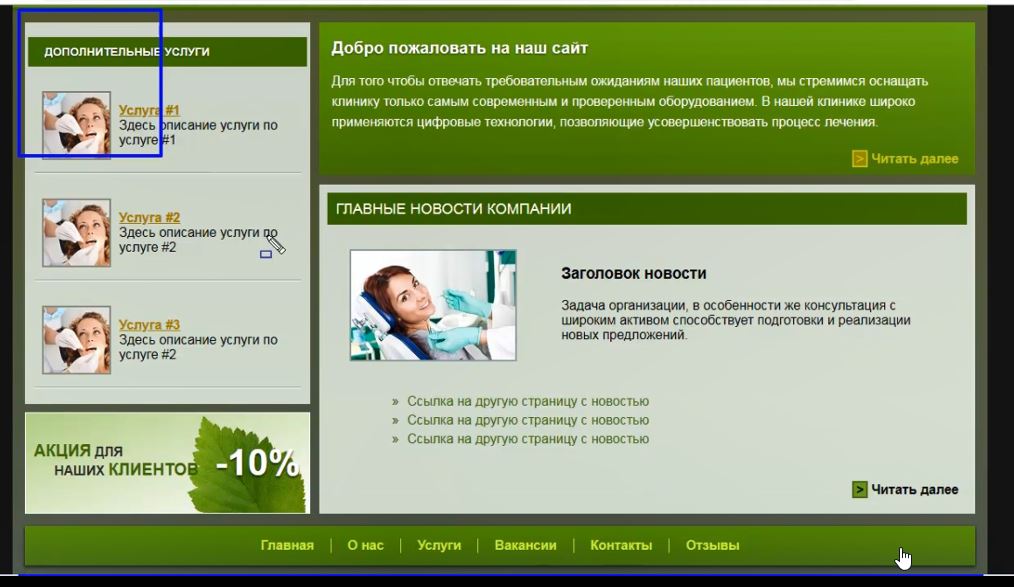 ДОПОЛНИТЕЛЬНЫЕ УСЛУГИ
Услуга #1
Здесь описание услуги по
услуге #1
Услуга #2
Здесь описание услуги по
услуге #2
Услуга #3
Здесь описание услуги по
услуге #2
АКЦИЯ ДЛЯ
НАШИХ КЛИЕНТОВ
-10%
Добро пожаловать на наш сайт
Для того чтобы отвечать требовательным ожиданиям наших пациентов, мы стремимся оснащать
клинику только самым современным и проверенным оборудованием. В нашей клинике широко
применяются цифровые технологии, позволяющие усовершенствовать процесс лечения.
> Читать далее
ГЛАВНЫЕ НОВОСТИ КОМПАНИИ
Заголовок новости
Задача организации, в особенности же консультация с
широким активом способствует подготовки и реализации
новых предложений.
» Ссылка на другую страницу с новостью
» Ссылка на другую страницу с новостью
» Ссылка на другую страницу с новостью
> Читать далее
Главная | О нас | Услуги | Вакансии | Контакты | Отзывы